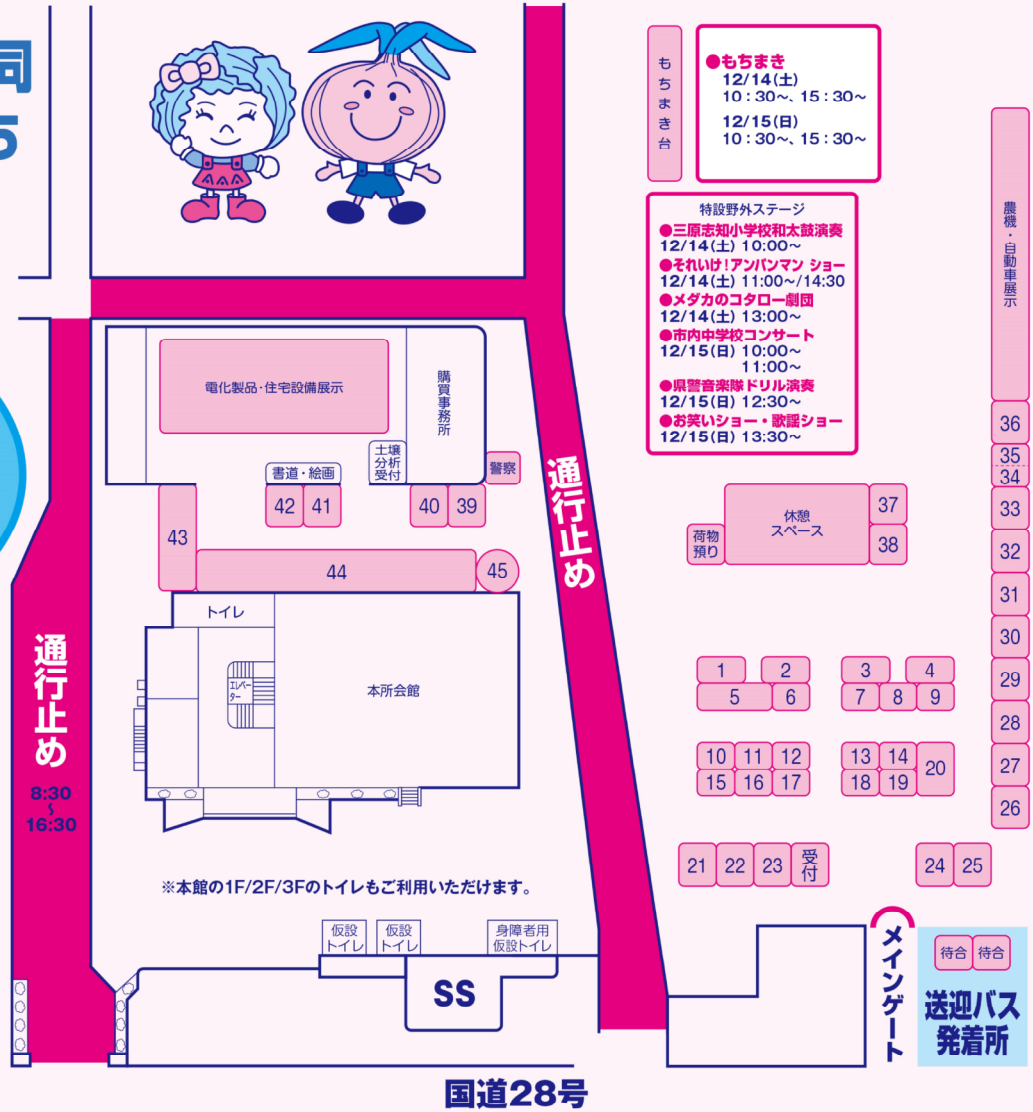 同
5
もちまき台
●もちまき
12/14(土)
10:30〜、15:30〜
12/15(日)
10:30〜、15:30〜
特設野外ステージ
●三原志知小学校和太鼓演奏
12/14(土) 10:00〜
●それいけ!アンパンマン ショー
12/14(土) 11:00〜/14:30
●メダカのコタロー劇団
12/14(土) 13:00〜
●市内中学校コンサート
12/15(日) 10:00〜
11:00〜
●県警音楽隊ドリル演奏
12/15(日) 12:30〜
●お笑いショー・歌謡ショー
12/15(日) 13:30〜
農機・自動車展示
36
35
34
33
32
31
30
29
28
27
26
電化製品・住宅設備展示
購買事務所
土壌
分析
受付
警察
書道・絵画
42 41
40 39
43
44
45
通行止め
荷物
預り
休憩
スペース
37
38
トイレ
エレベー
ター
本所会館
通行止め
8:30
〜
16:30
1 2 3 4
5 6 7 8 9
10 11 12 13 14
20
15 16 17 18 19
21 22 23 受付 24 25
※本館の1F/2F/3Fのトイレもご利用いただけます。
仮設
トイレ
仮設
トイレ
身障者用
仮設トイレ
SS
メインゲート
待合 待合
送迎バス
発着所
国道28号